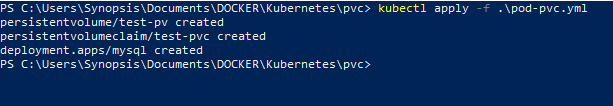 PS C:\Users\Synopsis\Documents\DOCKER\Kubernetes\pvc> kubectl apply -f .\pod-pvc.yml
persistentvolume/test-pv created
persistentvolumeclaim/test-pvc created
deployment.apps/mysql created
PS C:\Users\Synopsis\Documents\DOCKER\Kubernetes\pvc>